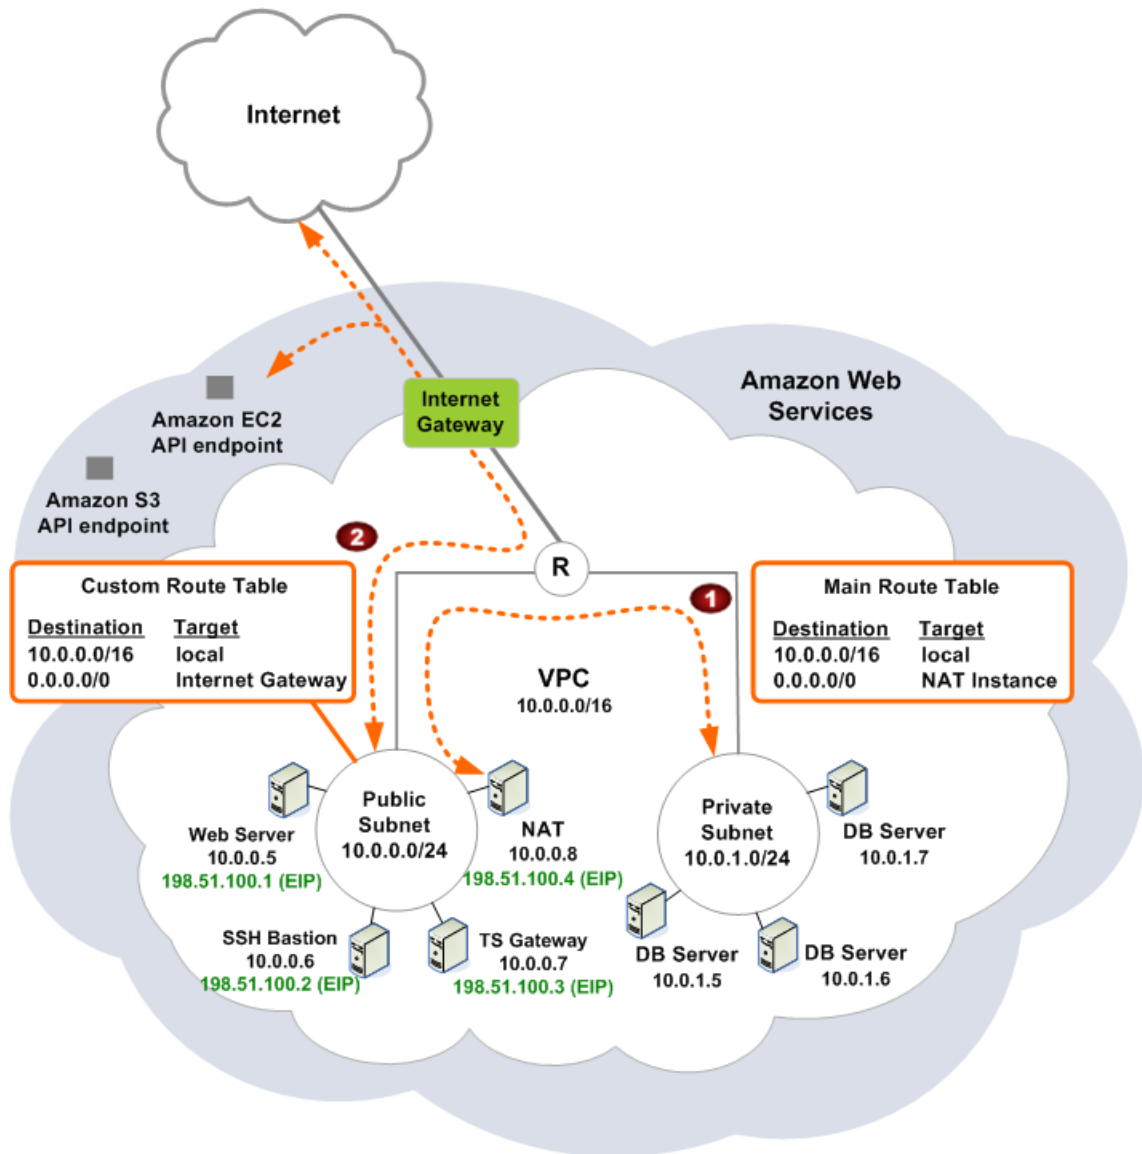 Internet
Amazon Web
Services
Internet
Gateway
Amazon EC2
API endpoint
Amazon S3
API endpoint
2
R
1
Custom Route Table
Destination Target
10.0.0.0/16 local
0.0.0.0/0 Internet Gateway
Main Route Table
Destination Target
10.0.0.0/16 local
0.0.0.0/0 NAT Instance
VPC
10.0.0.0/16
Public
Subnet
10.0.0.0/24
Web Server
10.0.0.5
198.51.100.1 (EIP)
NAT
10.0.0.8
198.51.100.4 (EIP)
SSH Bastion
10.0.0.6
198.51.100.2 (EIP)
TS Gateway
10.0.0.7
198.51.100.3 (EIP)
Private
Subnet
10.0.1.0/24
DB Server
10.0.1.7
DB Server
10.0.1.5
DB Server
10.0.1.6